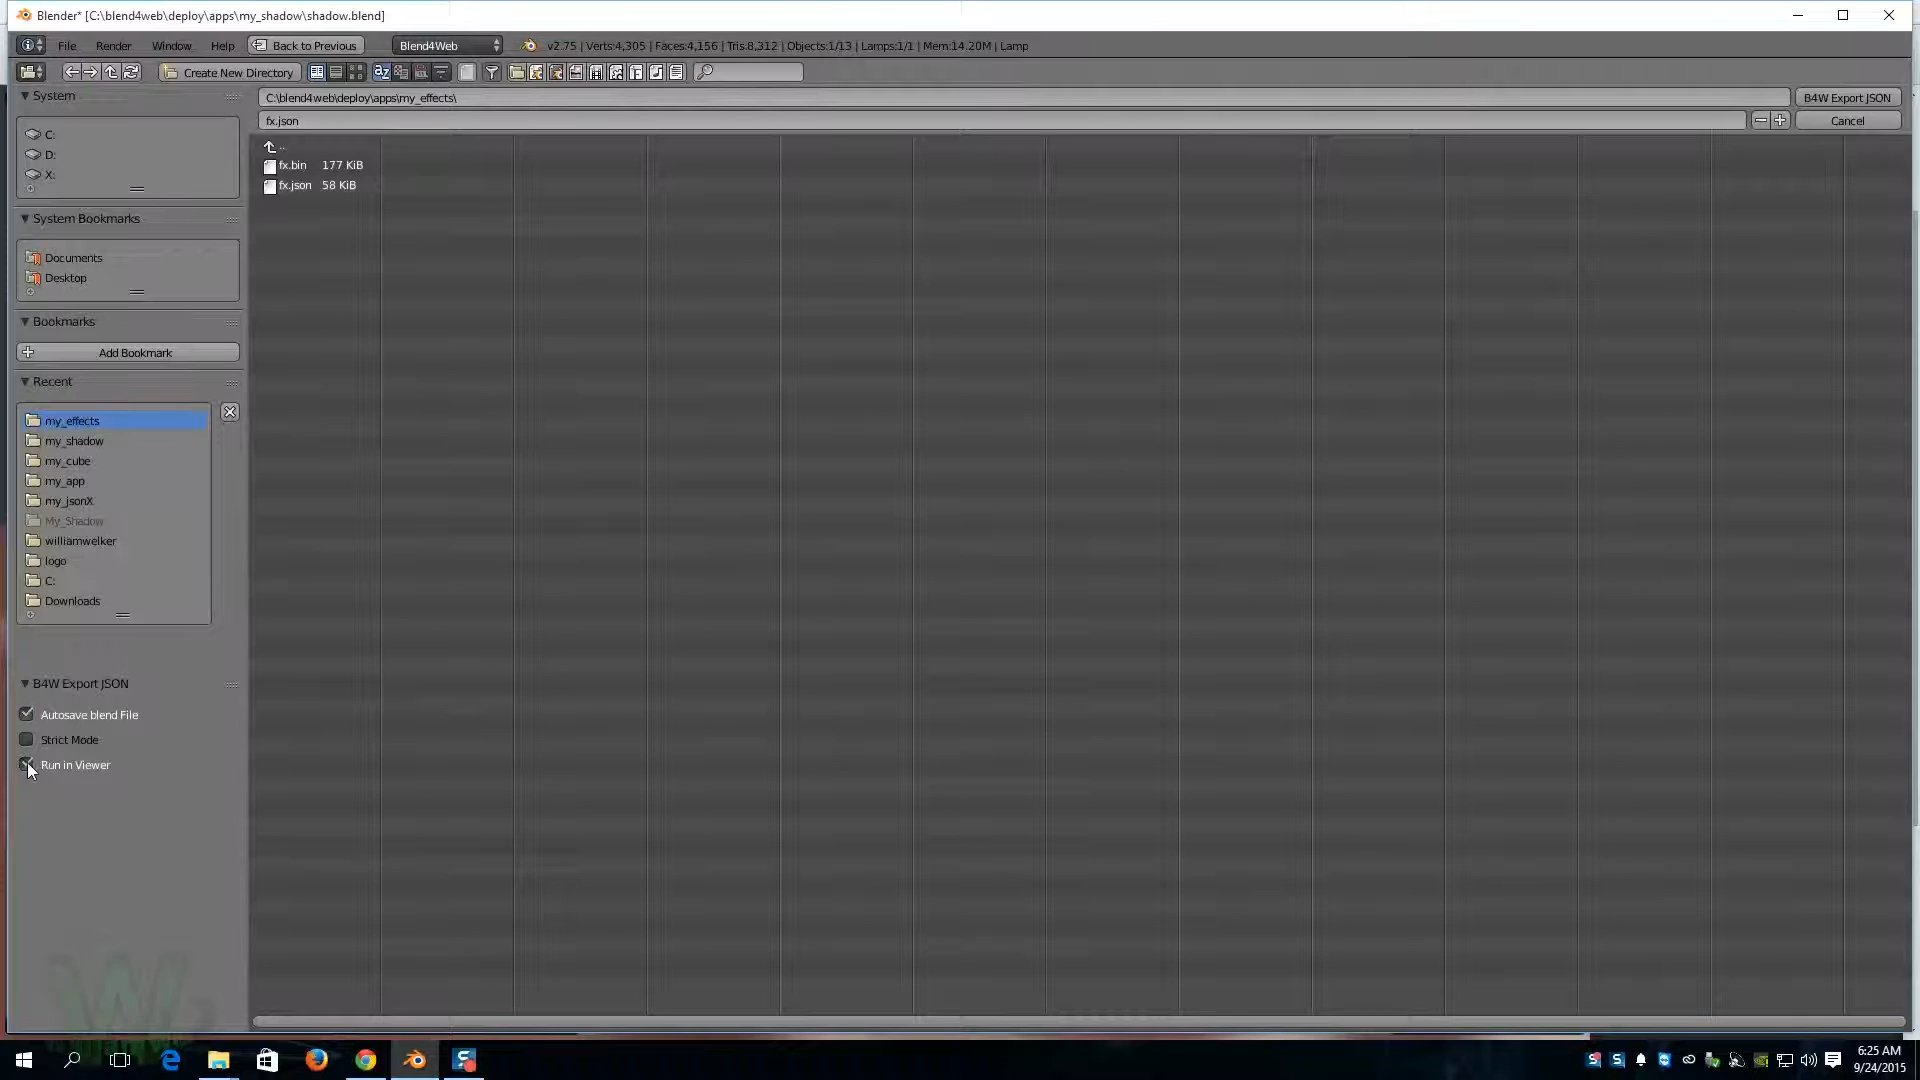 Blender* [C:\blend4web\deploy\apps\my_shadow\shadow.blend]
File Render Window Help Back to Previous Blend4Web v2.75 | Verts:4,305 | Faces:4,156 | Tris:8,312 | Objects:1/13 | Lamps:1/1 | Mem:14.20M | Lamp
Create New Directory
System
C:\blend4web\deploy\apps\my_effects\ B4W Export JSON
fx.json Cancel
C:
D:
X:
..
fx.bin 177 KiB
fx.json 58 KiB
System Bookmarks
Documents
Desktop
Bookmarks
Add Bookmark
Recent
my_effects
my_shadow
my_cube
my_app
my_jsonX
My_Shadow
williamwelker
logo
C:
Downloads
B4W Export JSON
Autosave blend File
Strict Mode
Run in Viewer
6:25 AM
9/24/2015